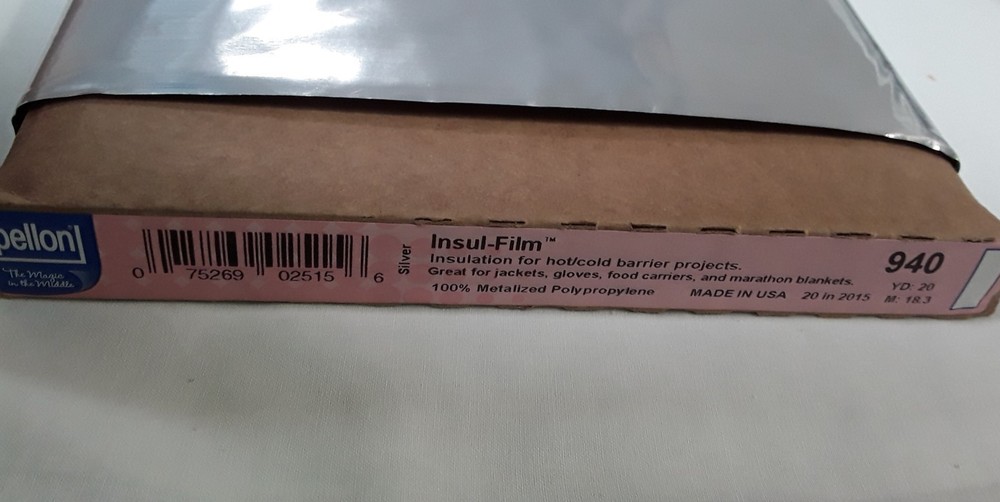 pellon
The Magic
in the Middle
0 75269 02515 6
Silver
Insul-Film™
Insulation for hot/cold barrier projects.
Great for jackets, gloves, food carriers, and marathon blankets.
100% Metalized Polypropylene MADE IN USA 20 in 2015
940
YD: 20
M: 18.3